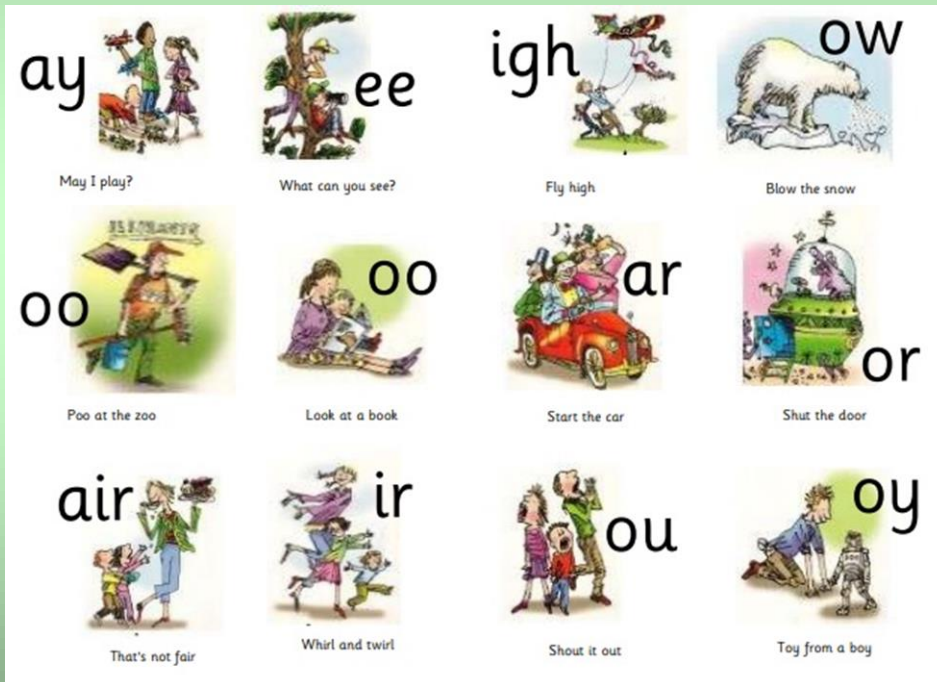 ay
ee
igh
ow
May I play?
What can you see?
Fly high
Blow the snow
oo
oo
ar
or
Poo at the zoo
Look at a book
Start the car
Shut the door
air
ir
ou
oy
That's not fair
Whirl and twirl
Shout it out
Toy from a boy